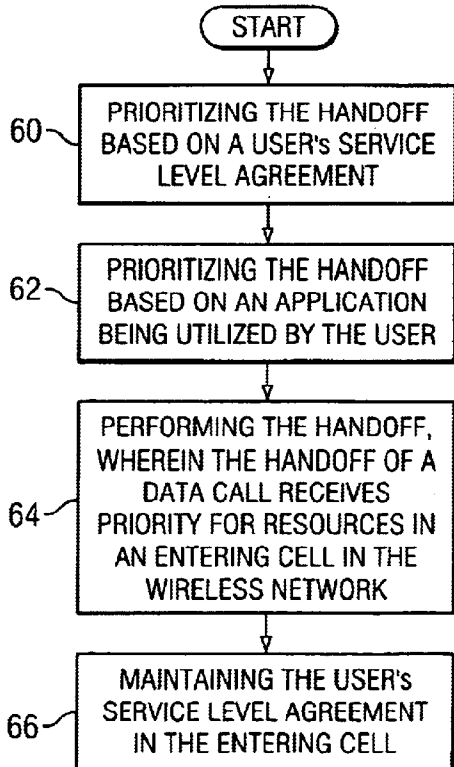 START
60
PRIORITIZING THE HANDOFF
BASED ON A USER's SERVICE
LEVEL AGREEMENT
62
PRIORITIZING THE HANDOFF
BASED ON AN APPLICATION
BEING UTILIZED BY THE USER
64
PERFORMING THE HANDOFF,
WHEREIN THE HANDOFF OF A
DATA CALL RECEIVES
PRIORITY FOR RESOURCES IN
AN ENTERING CELL IN THE
WIRELESS NETWORK
66
MAINTAINING THE USER's
SERVICE LEVEL AGREEMENT
IN THE ENTERING CELL